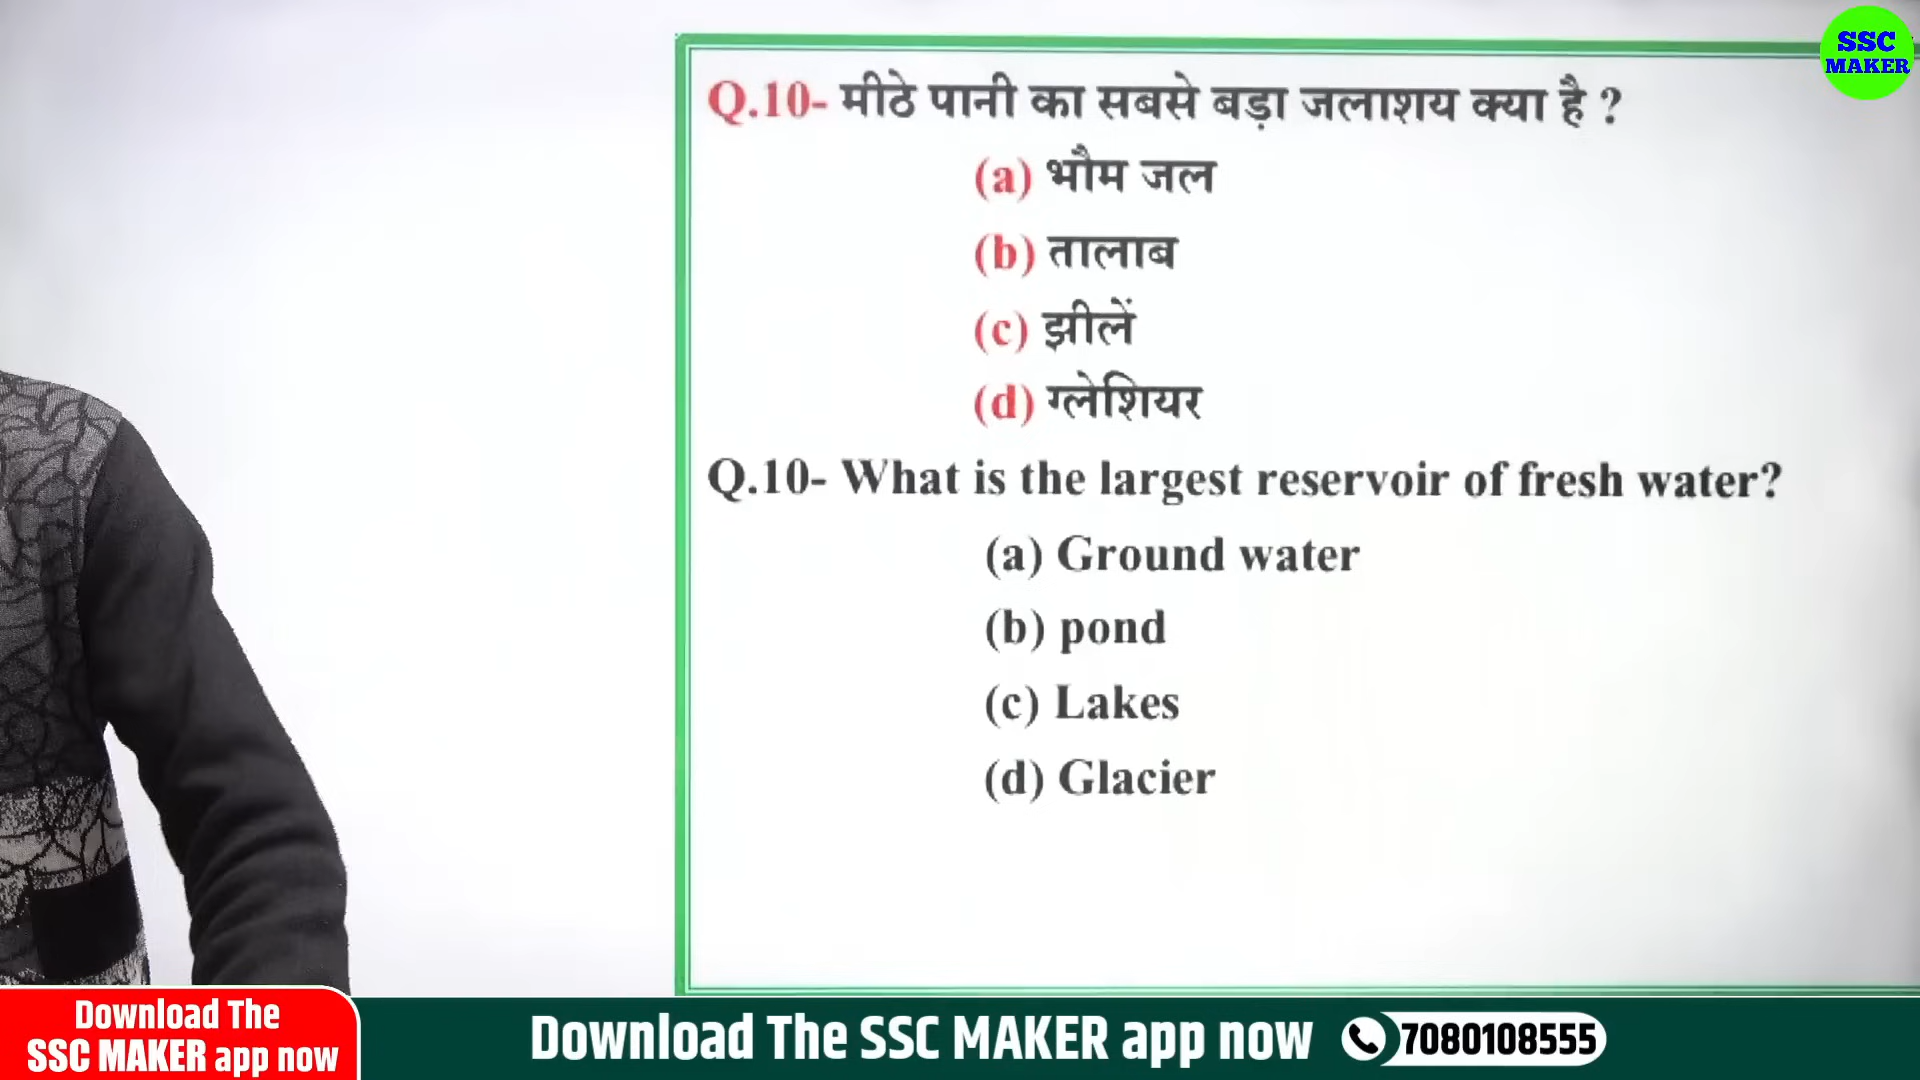 SSC
MAKER
Q.10- मीठे पानी का सबसे बड़ा जलाशय क्या है ?
(a) भौम जल
(b) तालाब
(c) झीलें
(d) ग्लेशियर
Q.10- What is the largest reservoir of fresh water?
(a) Ground water
(b) pond
(c) Lakes
(d) Glacier
Download The
SSC MAKER app now
Download The SSC MAKER app now 7080108555